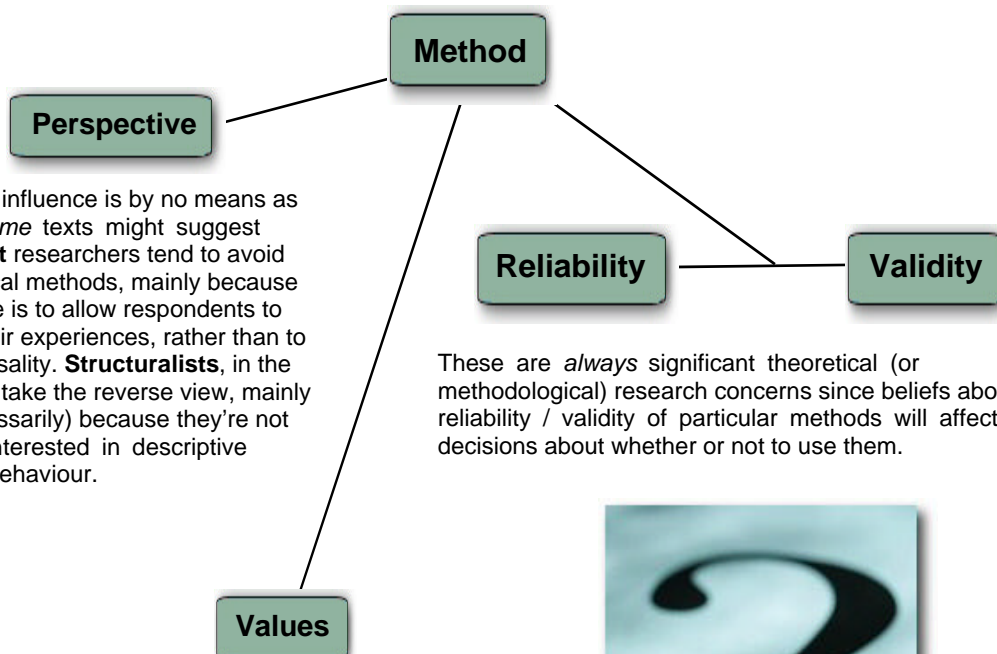 Method
Perspective
influence is by no means as
me texts might suggest
t researchers tend to avoid
al methods, mainly because
e is to allow respondents to
ir experiences, rather than to
sality. Structuralists, in the
take the reverse view, mainly
ssarily) because they're not
nterested in descriptive
ehaviour.
Reliability
Validity
These are always significant theoretical (or
methodological) research concerns since beliefs abo
reliability / validity of particular methods will affect
decisions about whether or not to use them.
Values
?